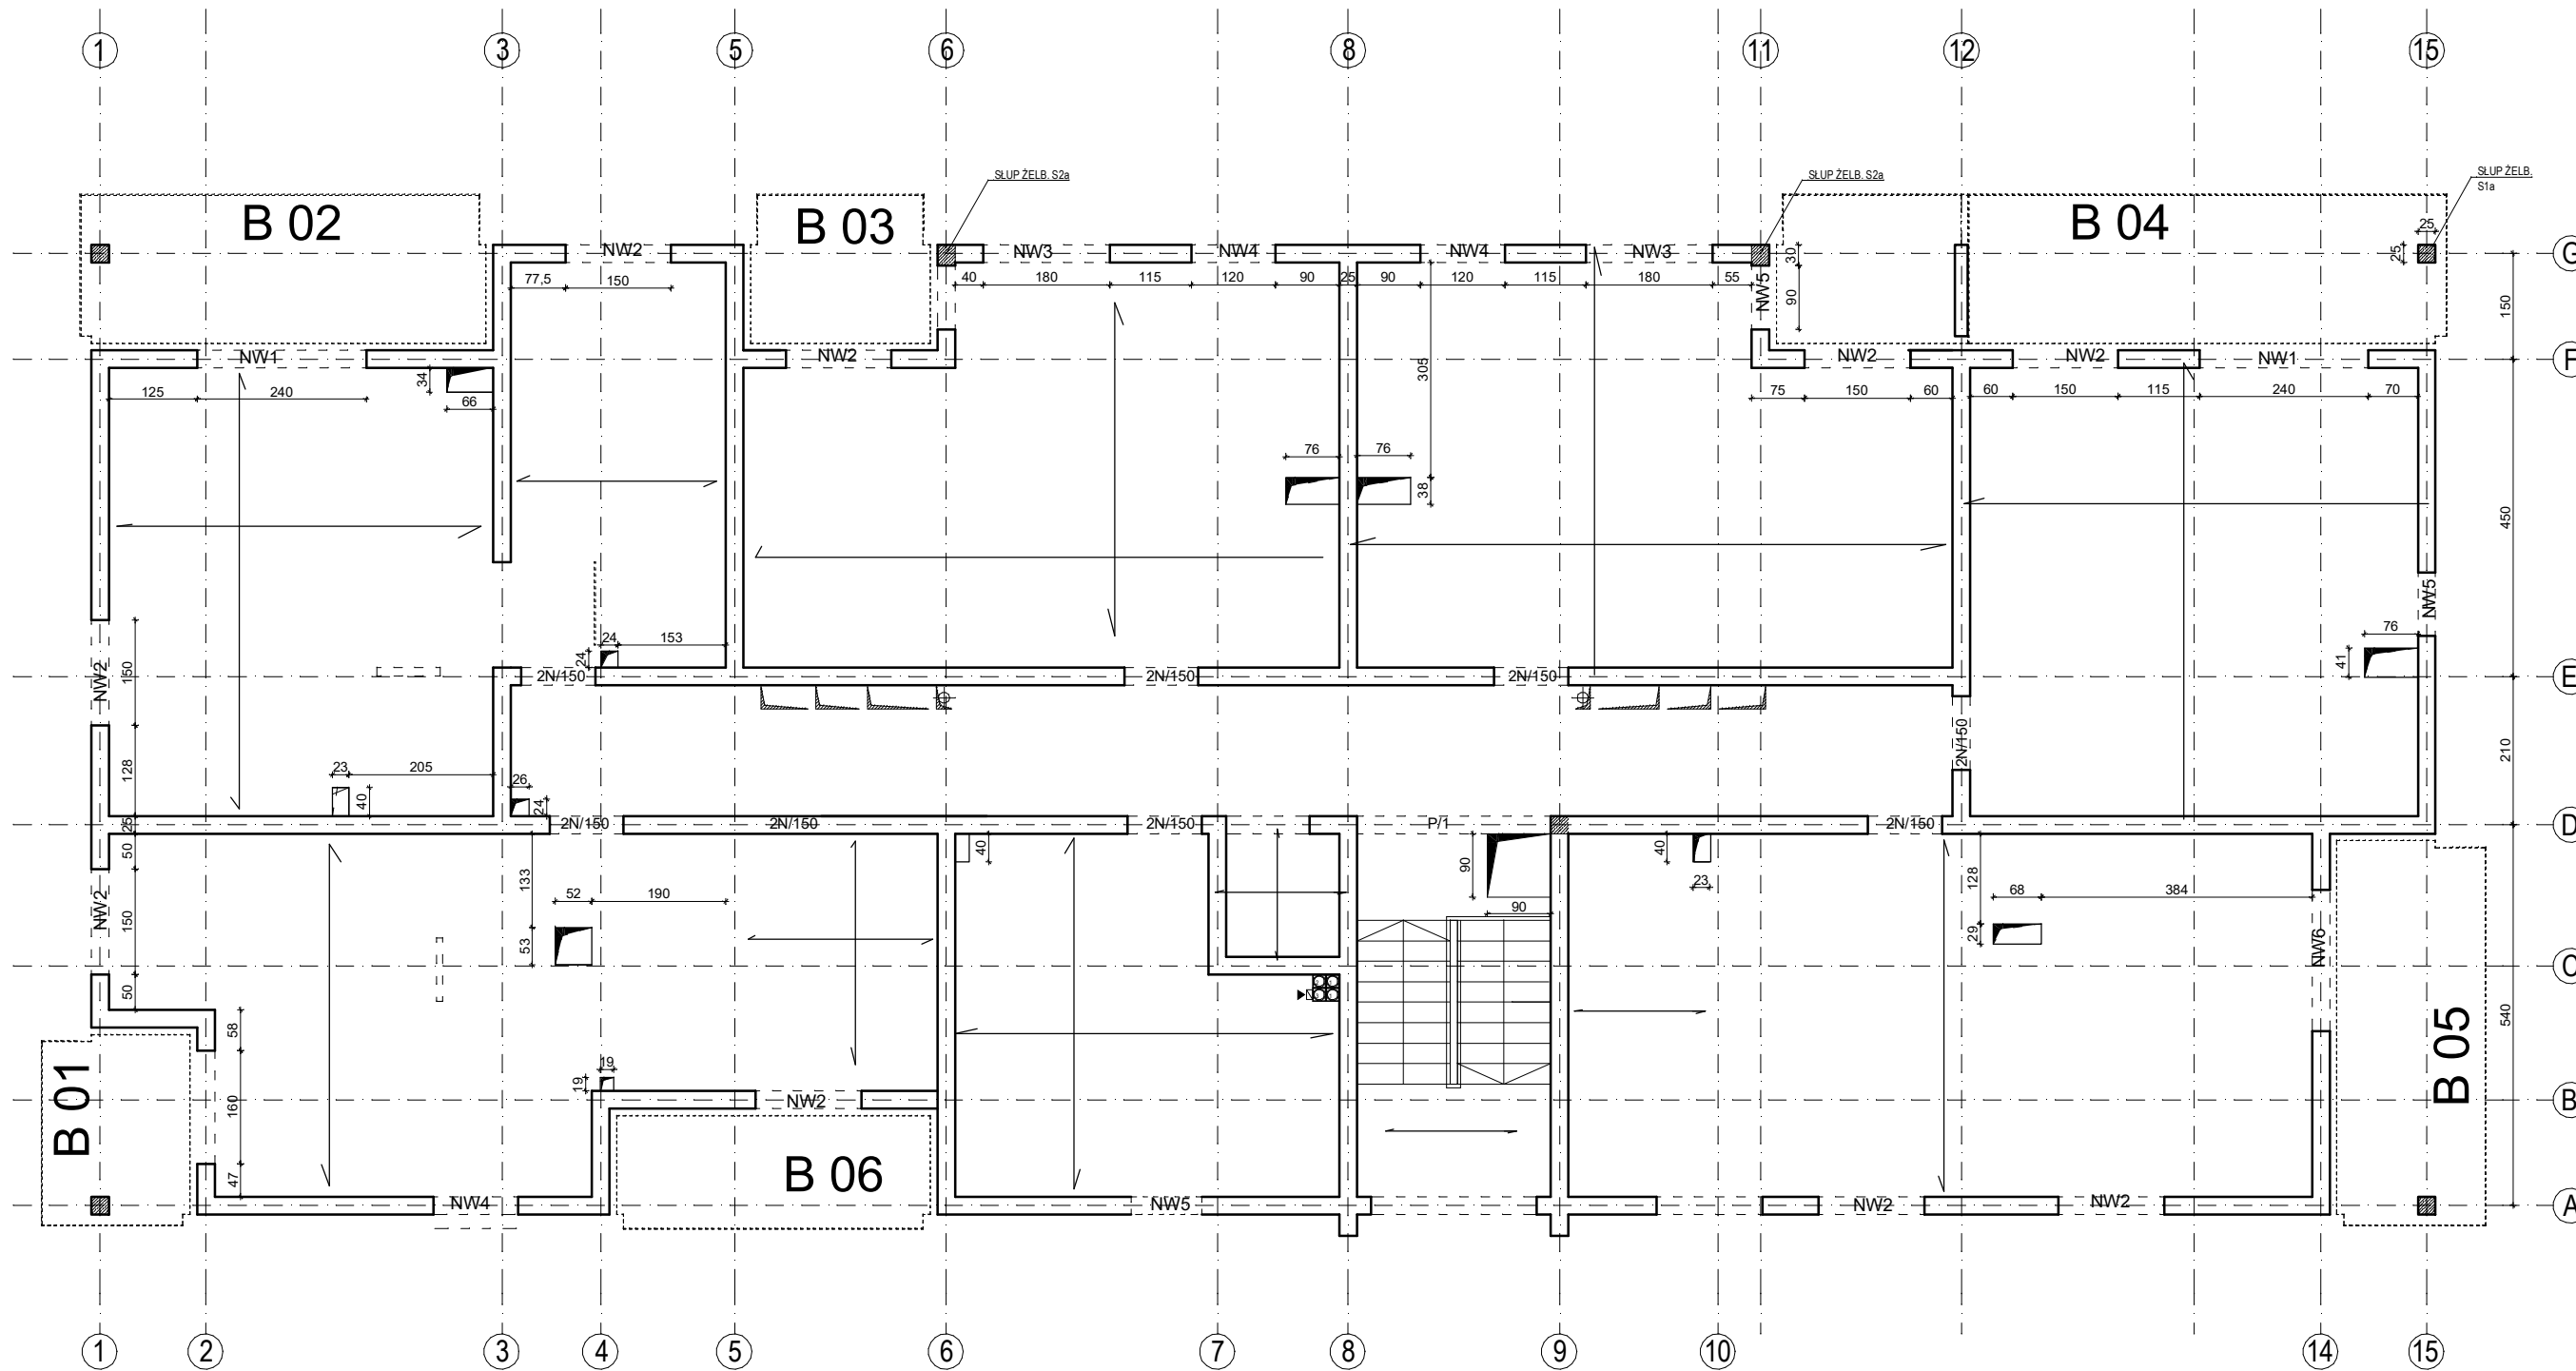 1 3 5 6 8 11 12 15
SŁUP ŻELB. S2a
SŁUP ŻELB. S2a
SŁUP ŻELB.
S1a
B 02
B 03
B 04
25
25
G
NW2
NW3
NW4
NW4
NW3
NW5
30
90
77,5 150
40 180 115 120 90 25 90 120 115 180 55
150
NW1
NW2
NW2
NW2
NW1
F
34
66
125 240
305
75 150 60
60 150 115 240 70
76
76
38
450
NW5
24 153
24
76
41
NW2
150
2N/150
2N/150
2N/150
E
2N/150
210
128
23 205
40
26
24
25
2N/150
2N/150
2N/150
P/1
2N/150
D
50
133
40
90
40
128
NW2
150
52 190
53
90
23
68 384
29
NW6
C
50
58
540
B 01
160
19
19
NW2
B 05
B
B 06
47
NW4
NW5
NW2
NW2
A
1 2 3 4 5 6 7 8 9 10 14 15